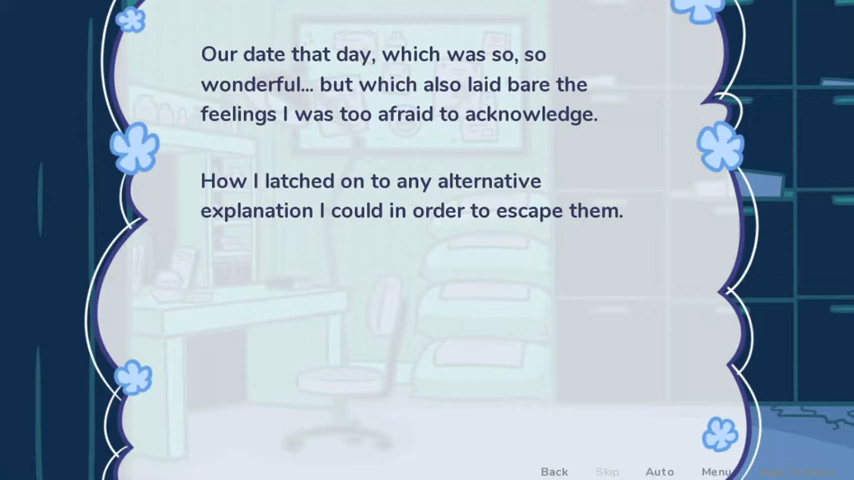 Our date that day, which was so, so
wonderful... but which also laid bare the
feelings I was too afraid to acknowledge.
How I latched on to any alternative
explanation I could in order to escape them.
Back Skip Auto Menu